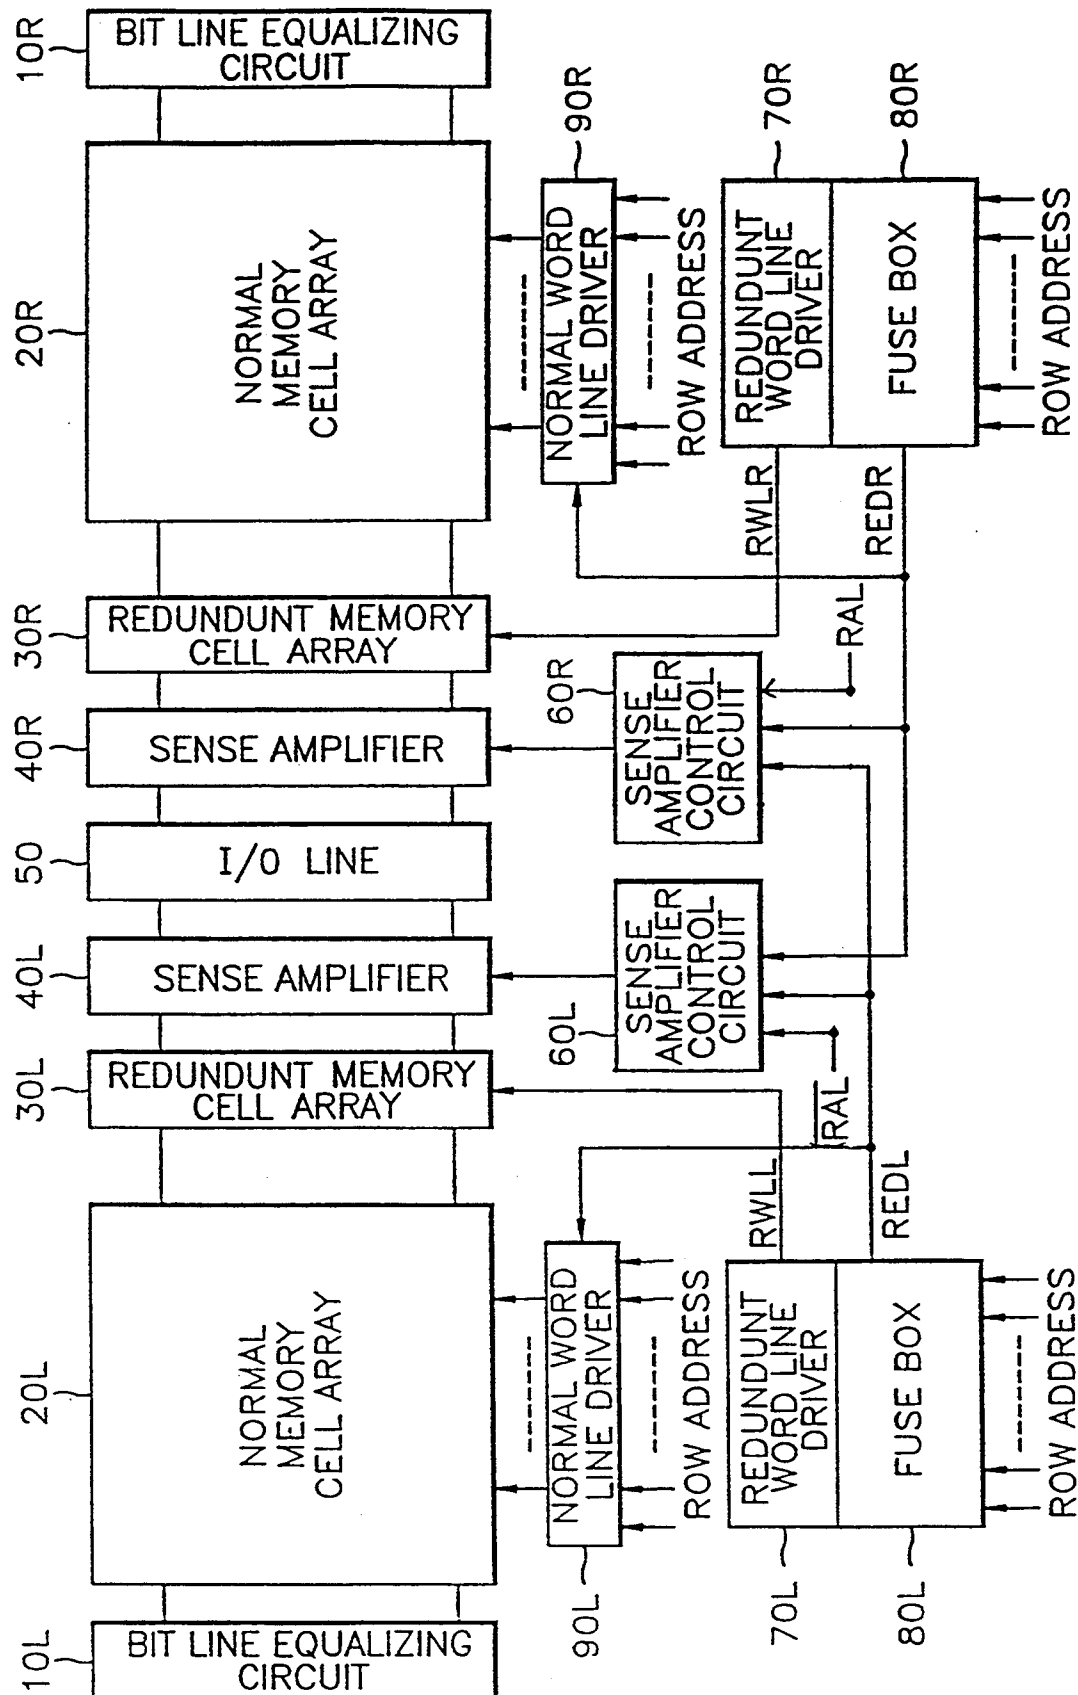 10R
BIT LINE EQUALIZING
CIRCUIT
20R
NORMAL
MEMORY
CELL ARRAY
90R
NORMAL WORD
LINE DRIVER
ROW ADDRESS
70R
REDUNDUNT
WORD LINE
DRIVER
80R
FUSE BOX
ROW ADDRESS
RWLR
REDR
30R
REDUNDUNT MEMORY
CELL ARRAY
RAL
60R
SENSE
AMPLIFIER
CONTROL
CIRCUIT
40R
SENSE AMPLIFIER
50
I/O LINE
40L
SENSE AMPLIFIER
60L
SENSE
AMPLIFIER
CONTROL
CIRCUIT
30L
REDUNDUNT MEMORY
CELL ARRAY
R̅A̅L̅
RWLL
REDL
20L
NORMAL
MEMORY
CELL ARRAY
90L
NORMAL WORD
LINE DRIVER
ROW ADDRESS
70L
REDUNDUNT
WORD LINE
DRIVER
80L
FUSE BOX
ROW ADDRESS
10L
BIT LINE EQUALIZING
CIRCUIT